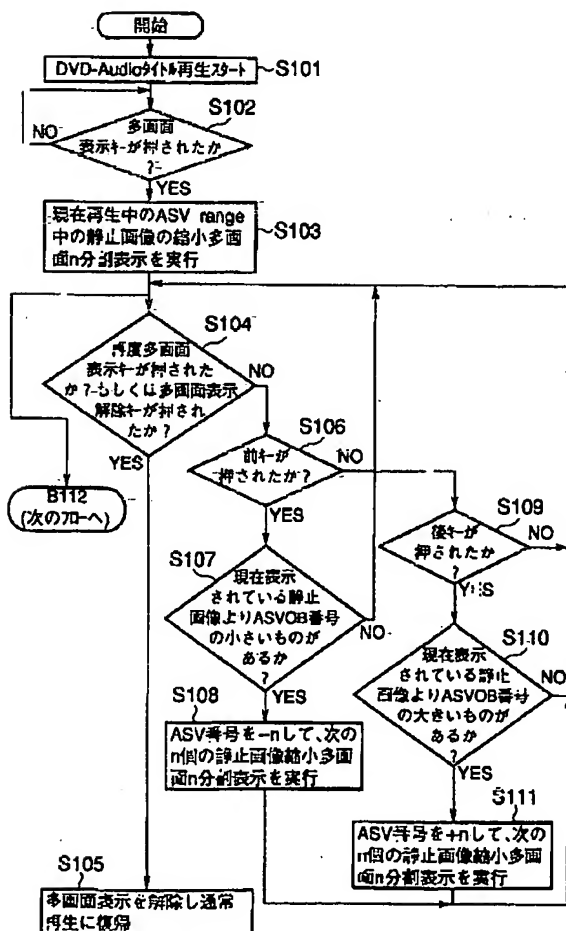 開始
DVD-Audioタイトル再生スタート
S101
S102
多画面
表示キーが押されたか
?
NO
YES
現在再生中のASV range
中の静止画像の縮小多画
面n分割表示を実行
S103
S104
再度多画面
表示キーが押された
か?もしくは多画面表示
解除キーが押され
たか?
NO
YES
S106
前キーが
押されたか?
NO
YES
B112
(次のフローへ)
S109
後キーが
押されたか
?
NO
YES
S107
現在表示
されている静止
画像よりASVOB番号
の小さいものが
あるか
?
NO
YES
S110
現在表示
されている静止
画像よりASVOB番号
の大きいものが
あるか
?
NO
YES
S108
ASV番号を-nして、次の
n個の静止画像縮小多画
面n分割表示を実行
S111
ASV番号を+nして、次の
n個の静止画像縮小多画
面n分割表示を実行
S105
多画面表示を解除し通常
再生に復帰